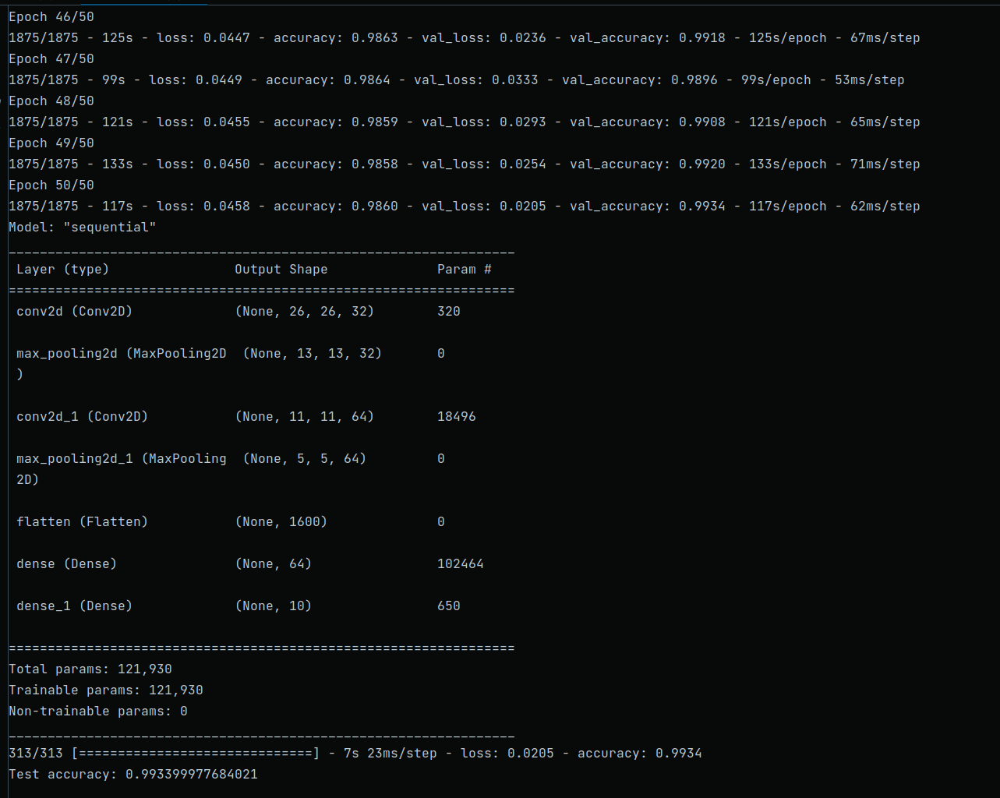 Epoch 46/50
1875/1875 - 125s - loss: 0.0447 - accuracy: 0.9863 - val_loss: 0.0236 - val_accuracy: 0.9918 - 125s/epoch - 67ms/step
Epoch 47/50
1875/1875 - 99s - loss: 0.0449 - accuracy: 0.9864 - val_loss: 0.0333 - val_accuracy: 0.9896 - 99s/epoch - 53ms/step
Epoch 48/50
1875/1875 - 121s - loss: 0.0455 - accuracy: 0.9859 - val_loss: 0.0293 - val_accuracy: 0.9908 - 121s/epoch - 65ms/step
Epoch 49/50
1875/1875 - 133s - loss: 0.0450 - accuracy: 0.9858 - val_loss: 0.0254 - val_accuracy: 0.9920 - 133s/epoch - 71ms/step
Epoch 50/50
1875/1875 - 117s - loss: 0.0458 - accuracy: 0.9860 - val_loss: 0.0205 - val_accuracy: 0.9934 - 117s/epoch - 62ms/step
Model: "sequential"
_________________________________________________________________
 Layer (type)                Output Shape              Param #
=================================================================
 conv2d (Conv2D)             (None, 26, 26, 32)        320
 max_pooling2d (MaxPooling2D  (None, 13, 13, 32)       0
 )
 conv2d_1 (Conv2D)           (None, 11, 11, 64)        18496
 max_pooling2d_1 (MaxPooling  (None, 5, 5, 64)         0
 2D)
 flatten (Flatten)           (None, 1600)              0
 dense (Dense)               (None, 64)                102464
 dense_1 (Dense)             (None, 10)                650
=================================================================
Total params: 121,930
Trainable params: 121,930
Non-trainable params: 0
_________________________________________________________________
313/313 [==============================] - 7s 23ms/step - loss: 0.0205 - accuracy: 0.9934
Test accuracy: 0.993399977684021